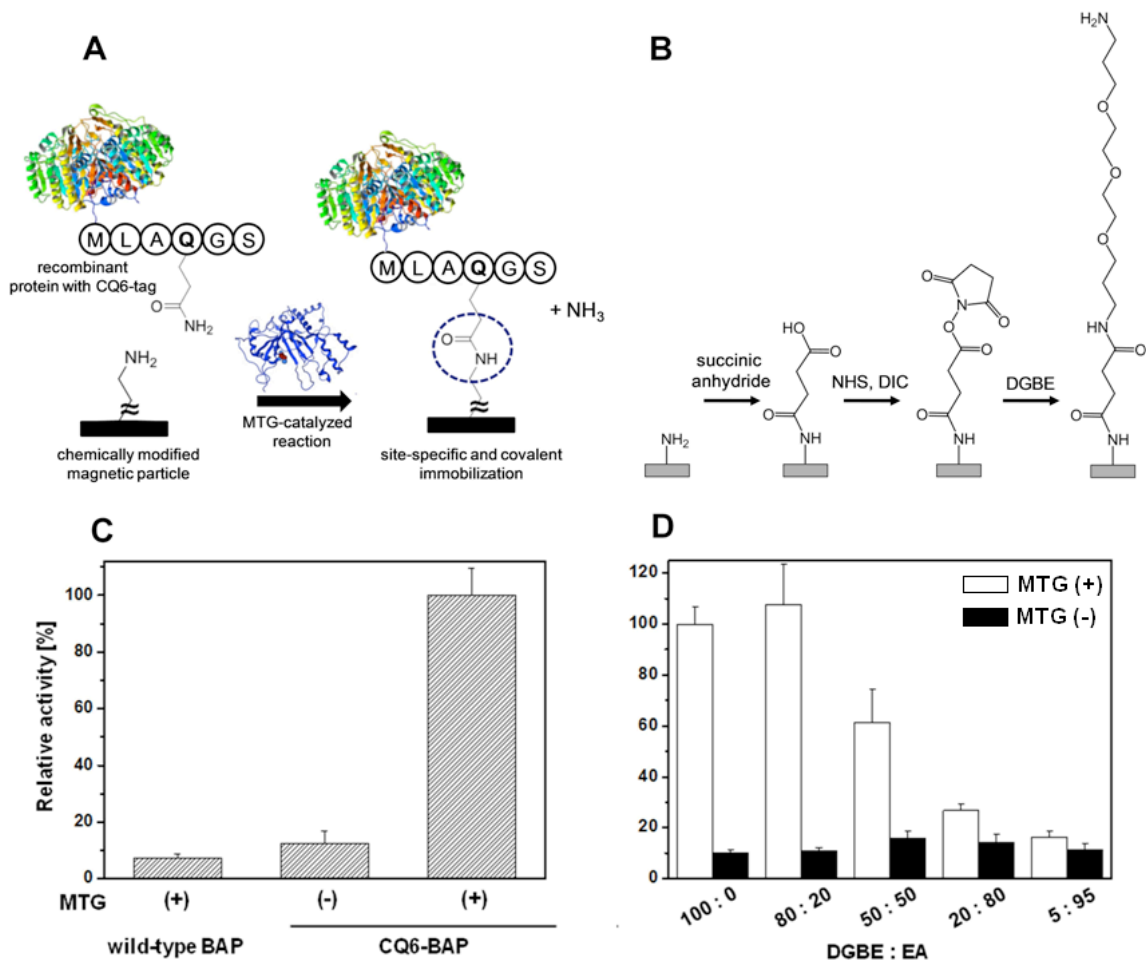 A
M L A Q G S
recombinant
protein with CQ6-tag
O
NH2
NH2
chemically modified
magnetic particle
MTG-catalyzed
reaction
M L A Q G S
+ NH3
O
NH
site-specific and covalent
immobilization
B
NH2
succinic
anhydride
HO
O
O
NH
NHS, DIC
O
N
O
O
O
O
NH
DGBE
H2N
O
O
O
NH
O
O
NH
C
Relative activity [%]
100
80
60
40
20
0
MTG (+) (-) (+)
wild-type BAP CQ6-BAP
D
120
100
80
60
40
20
0
MTG (+)
MTG (-)
100 : 0 80 : 20 50 : 50 20 : 80 5 : 95
DGBE : EA